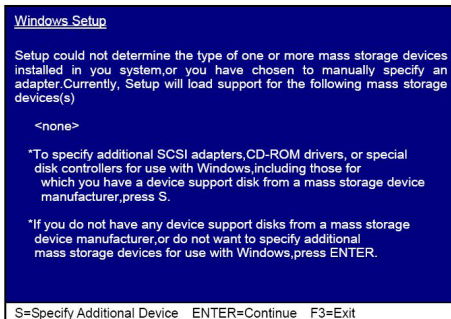 Windows Setup
Setup could not determine the type of one or more mass storage devices
installed in you system,or you have chosen to manually specify an
adapter.Currently, Setup will load support for the following mass storage
devices(s)
<none>
*To specify additional SCSI adapters,CD-ROM drivers, or special
disk controllers for use with Windows,including those for
which you have a device support disk from a mass storage device
manufacturer,press S.
*If you do not have any device support disks from a mass storage
device manufacturer,or do not want to specify additional
mass storage devices for use with Windows,press ENTER.
S=Specify Additional Device ENTER=Continue F3=Exit